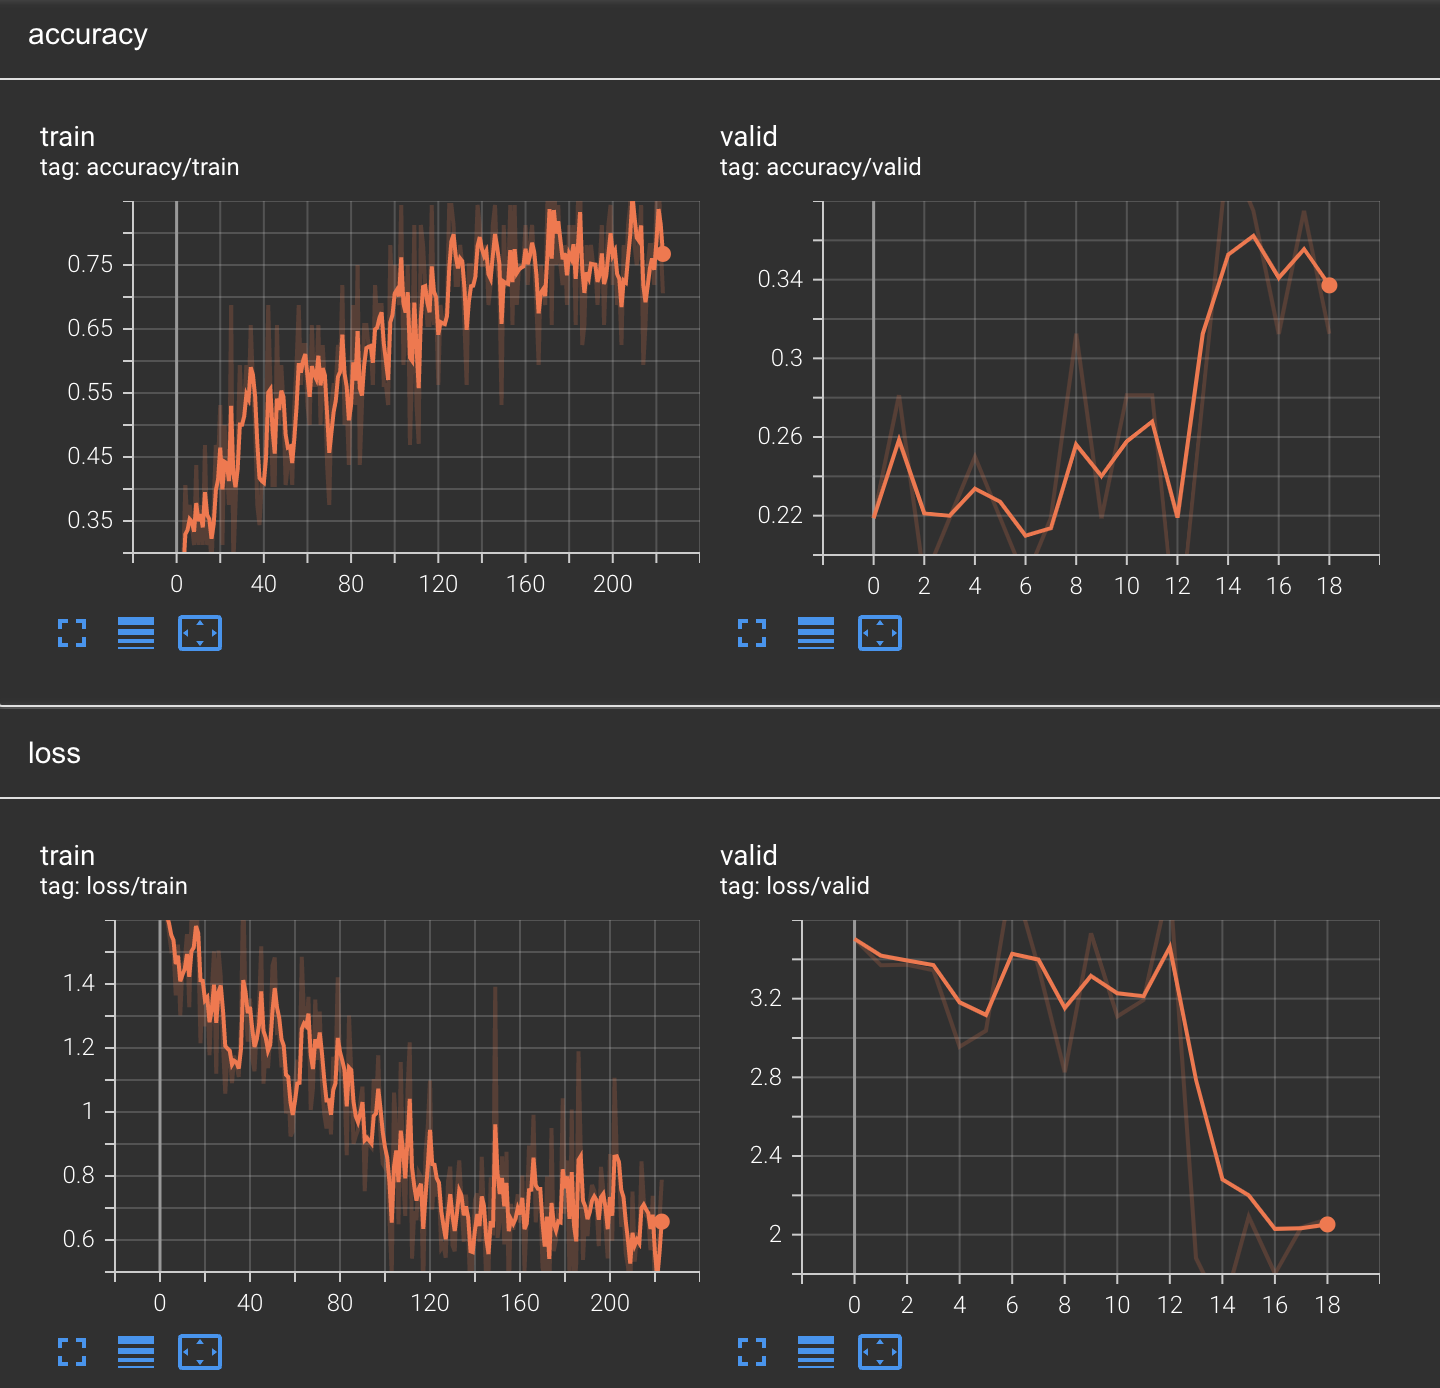 accuracy
train
tag: accuracy/train
0.75
0.65
0.55
0.45
0.35
0 40 80 120 160 200
valid
tag: accuracy/valid
0.34
0.3
0.26
0.22
0 2 4 6 8 10 12 14 16 18
loss
train
tag: loss/train
1.4
1.2
1
0.8
0.6
0 40 80 120 160 200
valid
tag: loss/valid
3.2
2.8
2.4
2
0 2 4 6 8 10 12 14 16 18